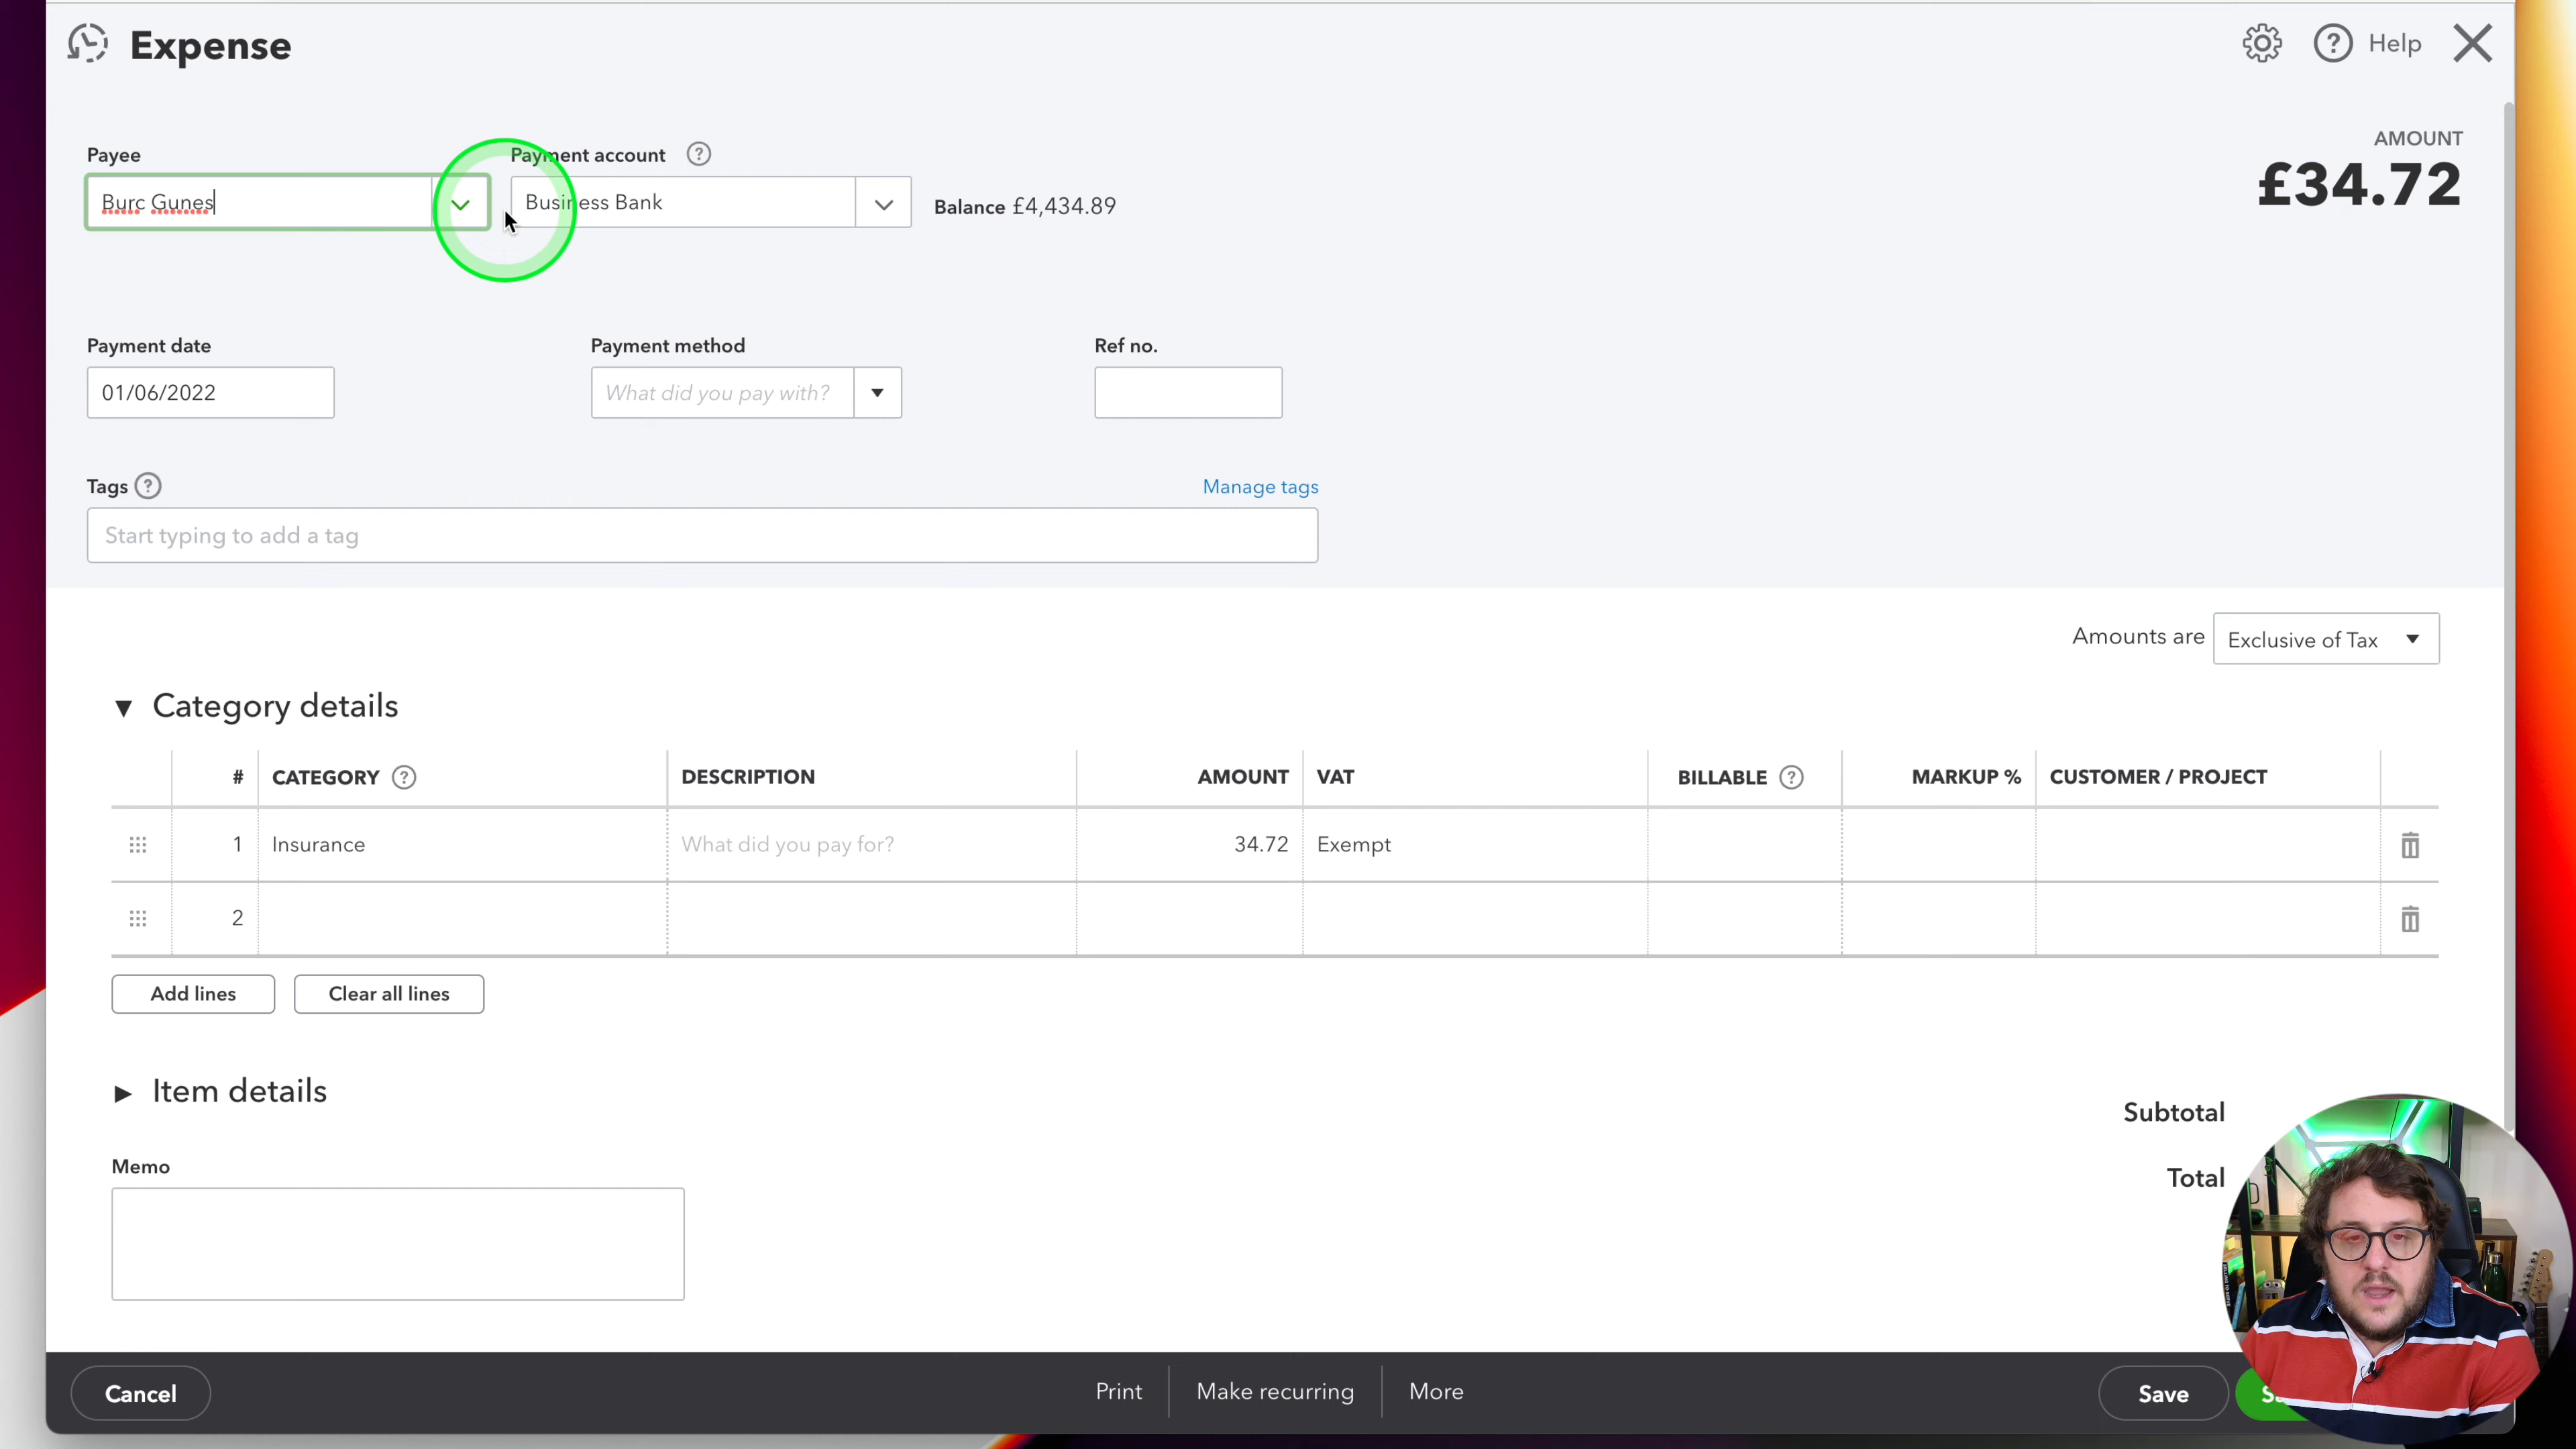 Expense
Help
Payee
Payment account
AMOUNT
£34.72
Burc Gunes
Business Bank
Balance £4,434.89
Payment date
Payment method
Ref no.
01/06/2022
What did you pay with?
Tags
Manage tags
Start typing to add a tag
Amounts are
Exclusive of Tax
Category details
# CATEGORY DESCRIPTION AMOUNT VAT BILLABLE MARKUP % CUSTOMER / PROJECT
1 Insurance What did you pay for? 34.72 Exempt
2
Add lines
Clear all lines
Item details
Subtotal
Memo
Total
Cancel
Print
Make recurring
More
Save